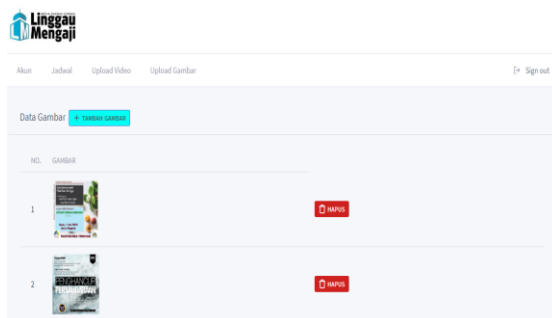 Linggau
Mengaji
Akun Jadwal Upload Video Upload Gambar Sign out
Data Gambar + TAMBAH GAMBAR
NO. GAMBAR
1 HAPUS
2 PENGHANCUR HAPUS